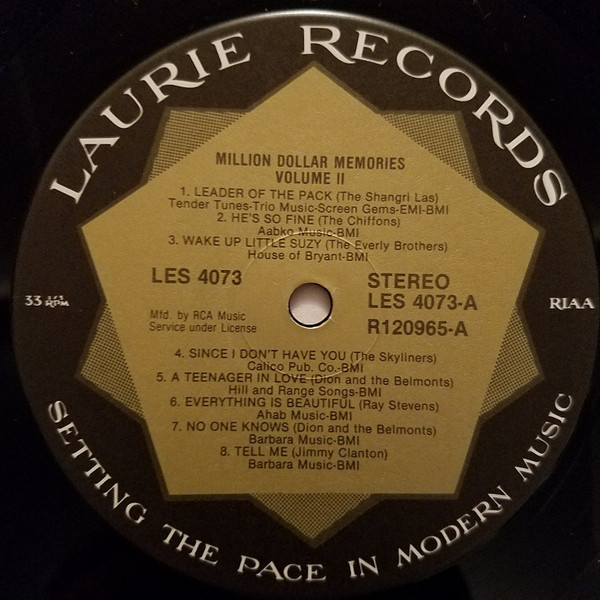 LAURIE RECORDS
MILLION DOLLAR MEMORIES
VOLUME II
1. LEADER OF THE PACK (The Shangri Las)
Tender Tunes-Trio Music-Screen Gems-EMI-BMI
2. HE'S SO FINE (The Chiffons)
Aabko Music-BMI
3. WAKE UP LITTLE SUZY (The Everly Brothers)
House of Bryant-BMI
LES 4073
STEREO
LES 4073-A
33 1/3 RPM
RIAA
Mfd. by RCA Music
Service under License
R120965-A
4. SINCE I DON'T HAVE YOU (The Skyliners)
Calico Pub. Co.-BMI
5. A TEENAGER IN LOVE (Dion and the Belmonts)
Hill and Range Songs-BMI
6. EVERYTHING IS BEAUTIFUL (Ray Stevens)
Ahab Music-BMI
7. NO ONE KNOWS (Dion and the Belmonts)
Barbara Music-BMI
8. TELL ME (Jimmy Clanton)
Barbara Music-BMI
SETTING THE PACE IN MODERN MUSIC